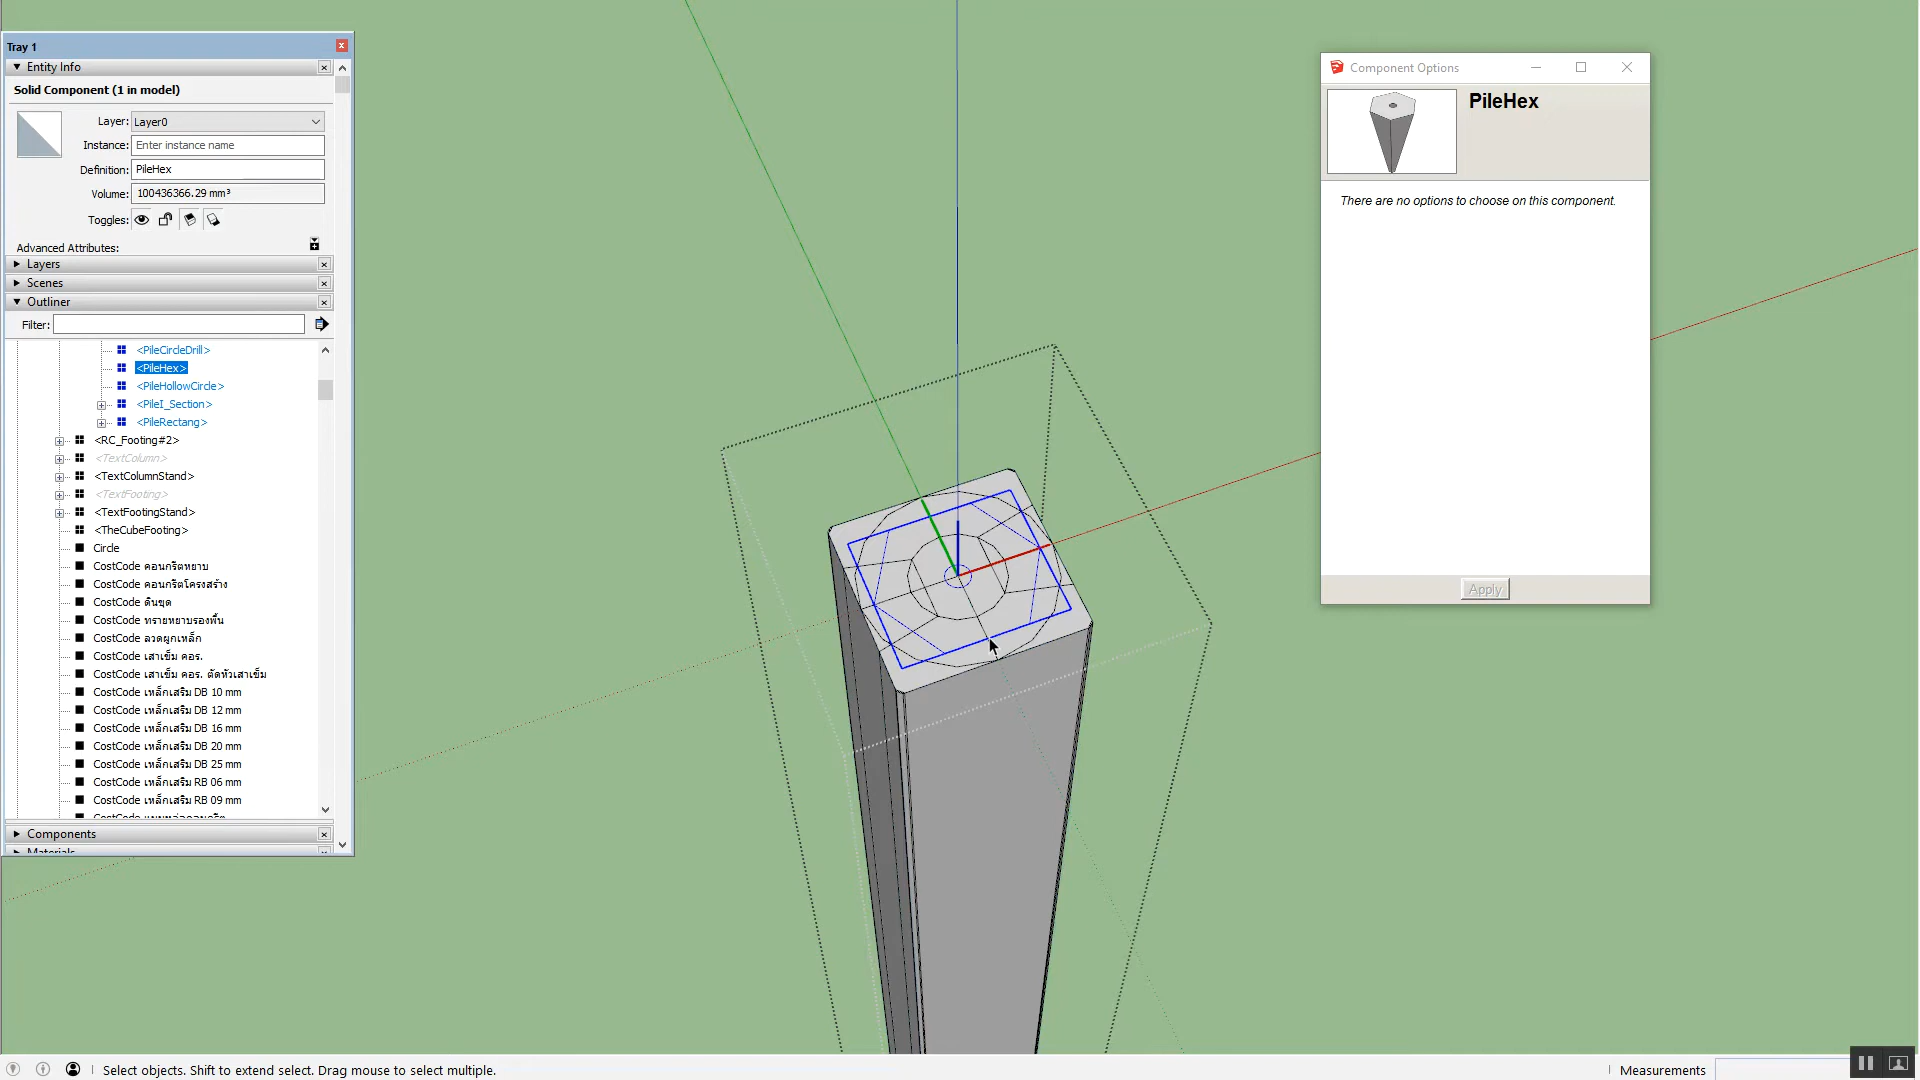 Tray 1
Entity Info
Solid Component (1 in model)
Layer: Layer0
Instance: Enter instance name
Definition: PileHex
Volume: 100436366.29 mm³
Toggles:
Advanced Attributes:
Layers
Scenes
Outliner
Filter:
<PileCircleDrill>
<PileHex>
<PileHollowCircle>
<PileI_Section>
<PileRectang>
<RC_Footing#2>
<TextColumn>
<TextColumnStand>
<TextFooting>
<TextFootingStand>
<TheCubeFooting>
Circle
CostCode คอนกรีตหยาบ
CostCode คอนกรีตโครงสร้าง
CostCode ดินขุด
CostCode ทรายหยาบรองพื้น
CostCode ลวดผูกเหล็ก
CostCode เสาเข็ม คอร.
CostCode เสาเข็ม คอร. ตัดหัวเสาเข็ม
CostCode เหล็กเสริม DB 10 mm
CostCode เหล็กเสริม DB 12 mm
CostCode เหล็กเสริม DB 16 mm
CostCode เหล็กเสริม DB 20 mm
CostCode เหล็กเสริม DB 25 mm
CostCode เหล็กเสริม RB 06 mm
CostCode เหล็กเสริม RB 09 mm
CostCode
Components
Materials
Component Options
PileHex
There are no options to choose on this component.
Apply
Select objects. Shift to extend select. Drag mouse to select multiple.
Measurements